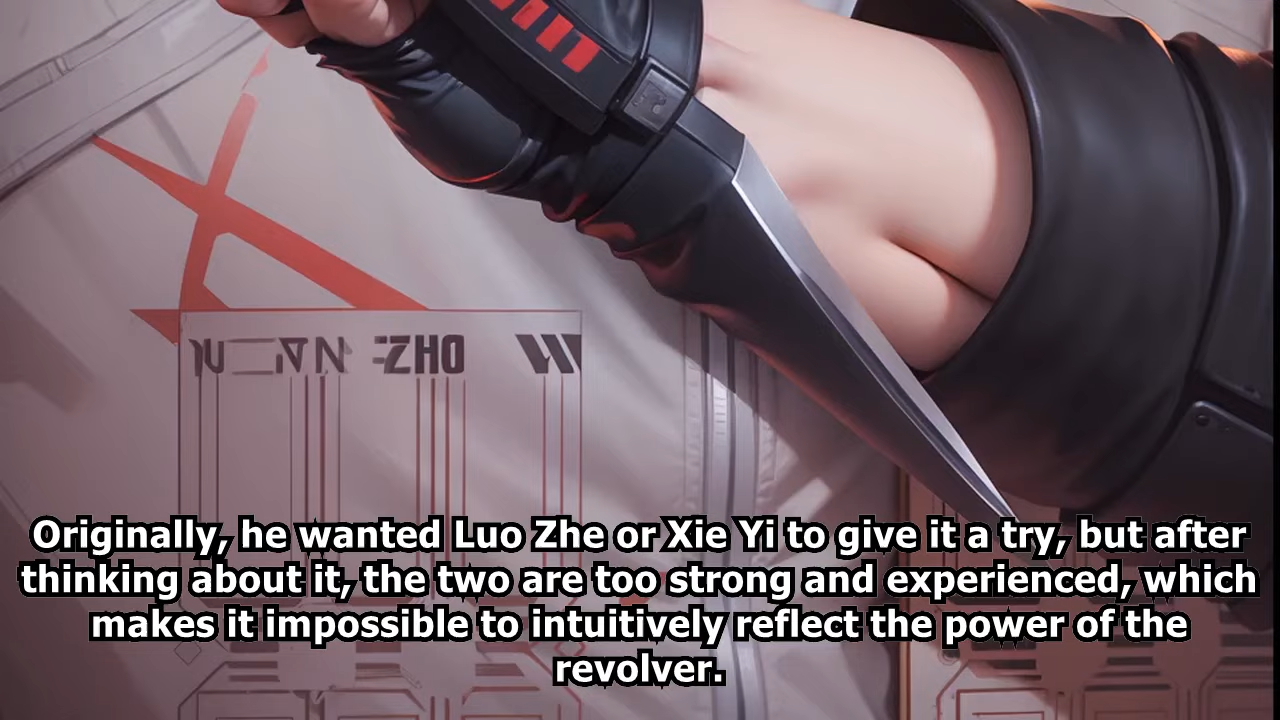 ZHO
Originally, he wanted Luo Zhe or Xie Yi to give it a try, but after
thinking about it, the two are too strong and experienced, which
makes it impossible to intuitively reflect the power of the
revolver.